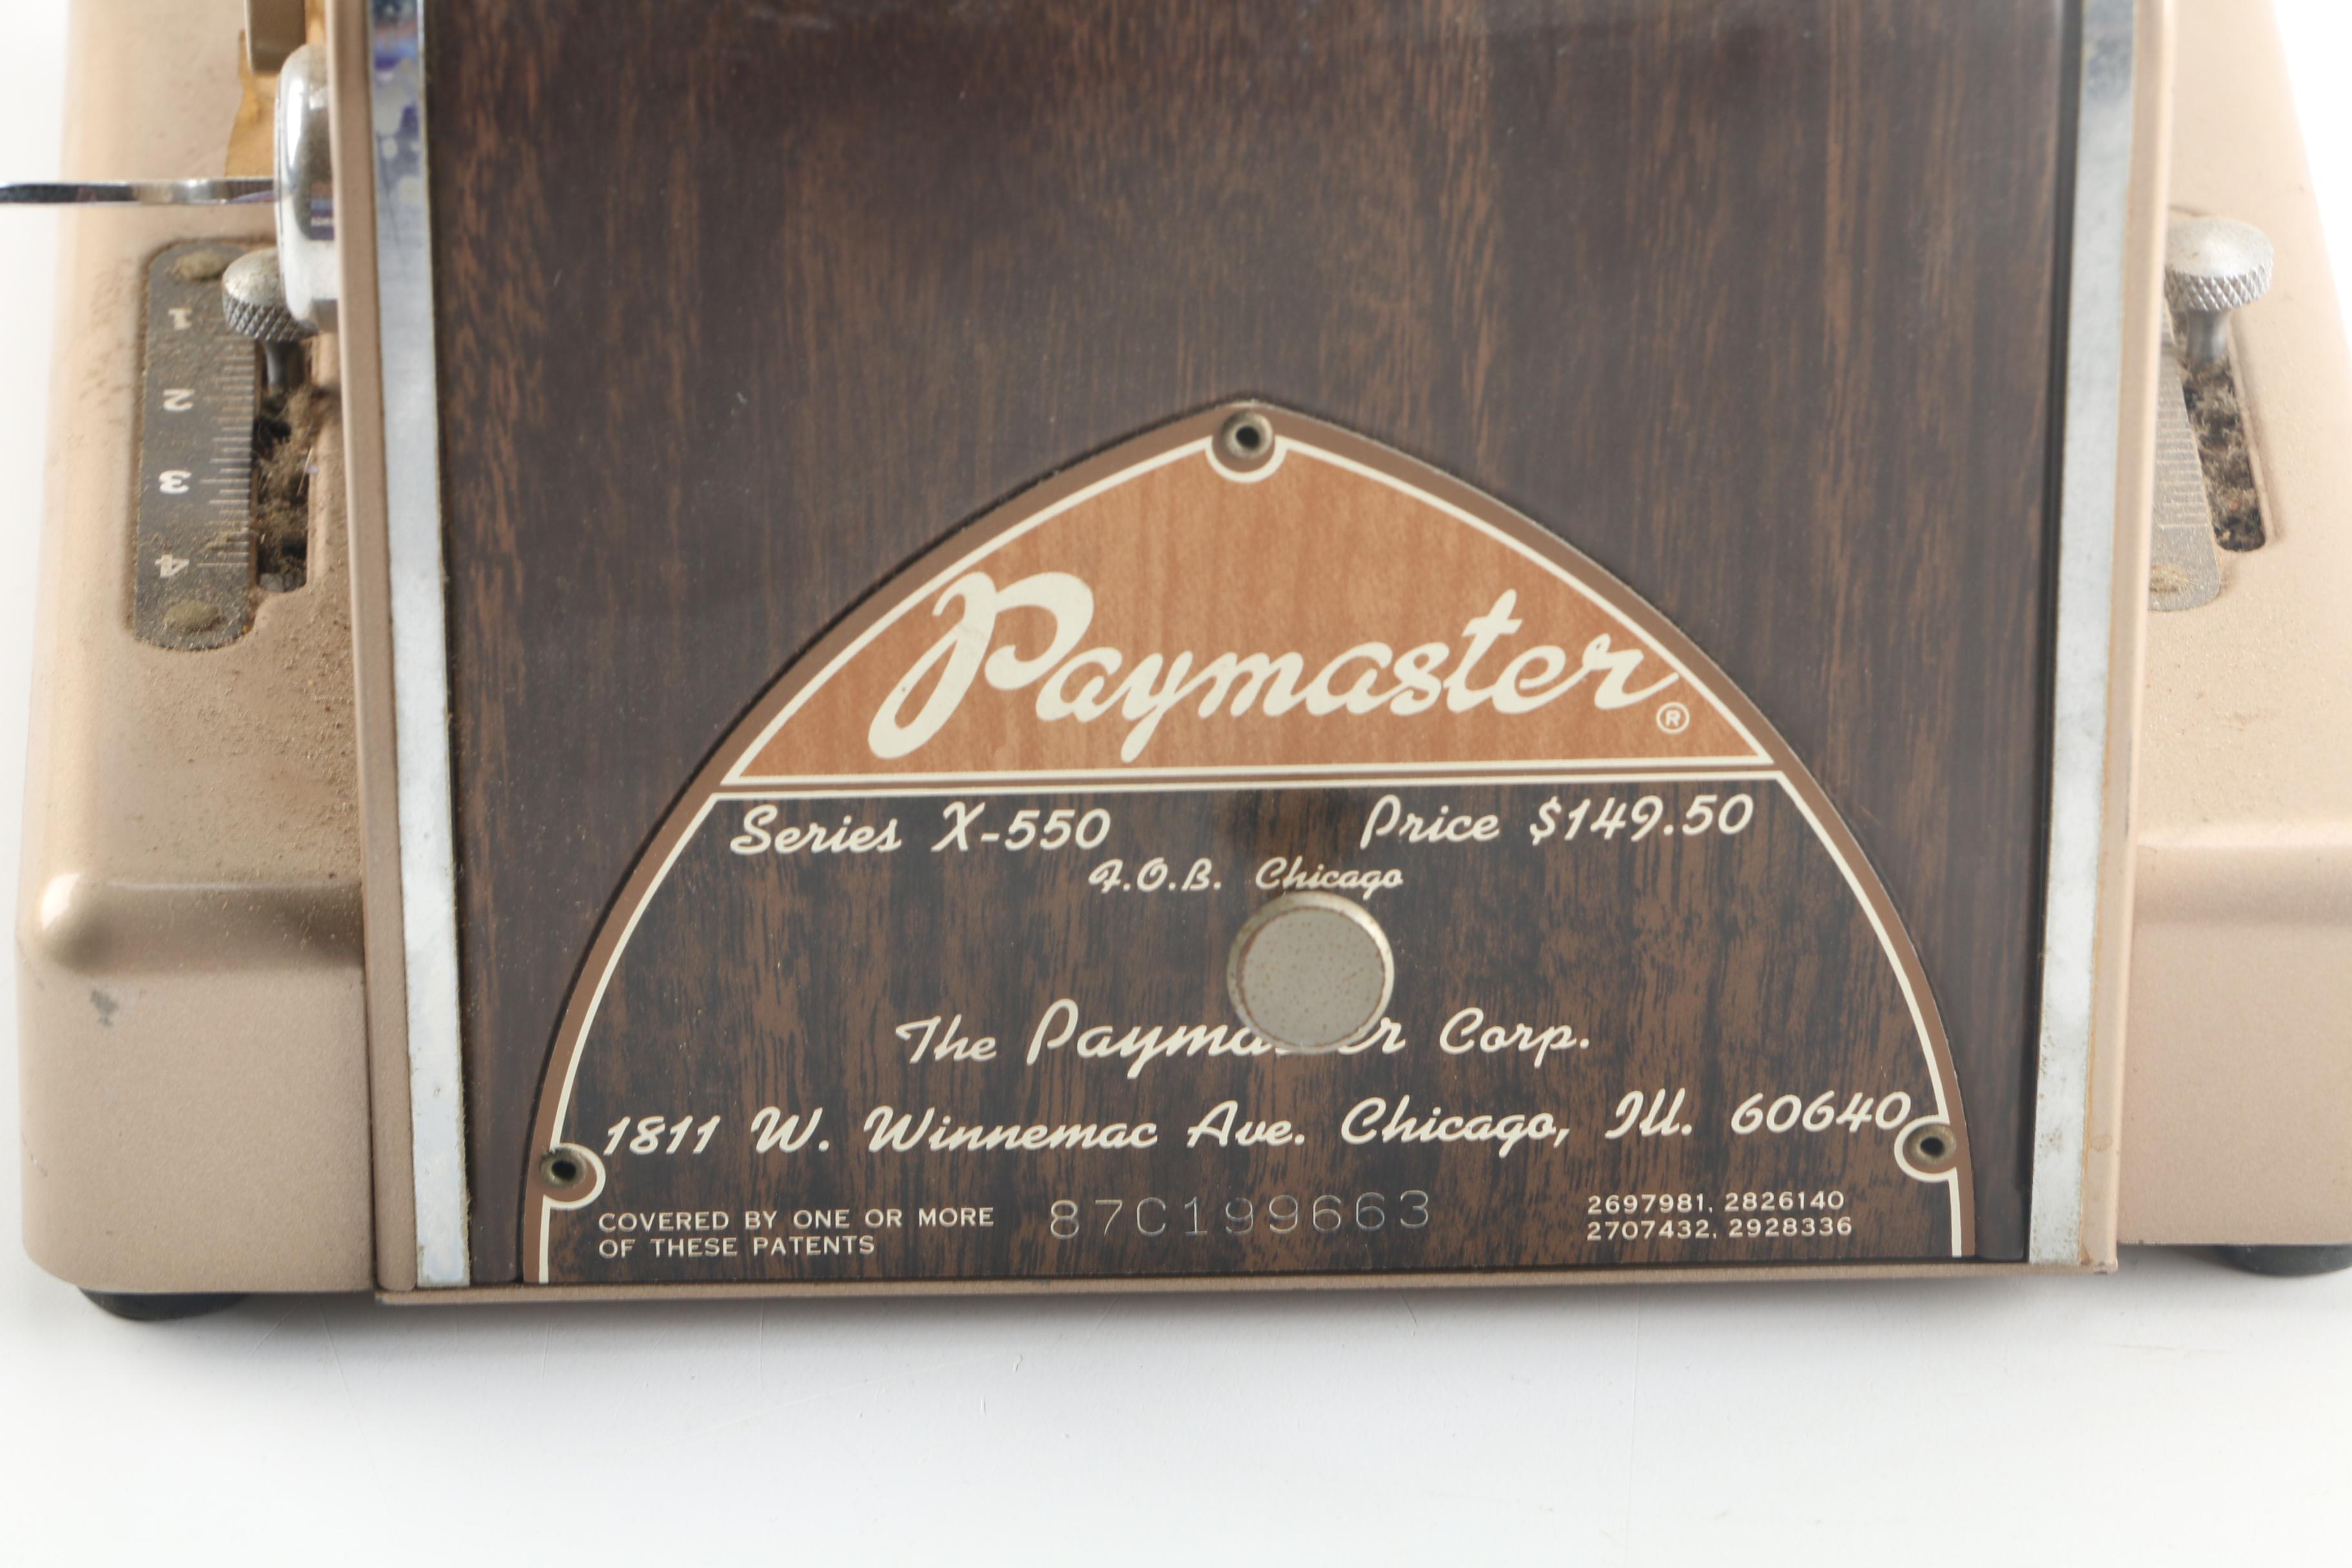 1
2
3
4
Paymaster®
Series X-550 Price $149.50
F.O.B. Chicago
The Corp.
1811 W. Winnemac Ave. Chicago, Ill. 60640
COVERED BY ONE OR MORE
OF THESE PATENTS
87C199663
2697981, 2826140
2707432, 2928336